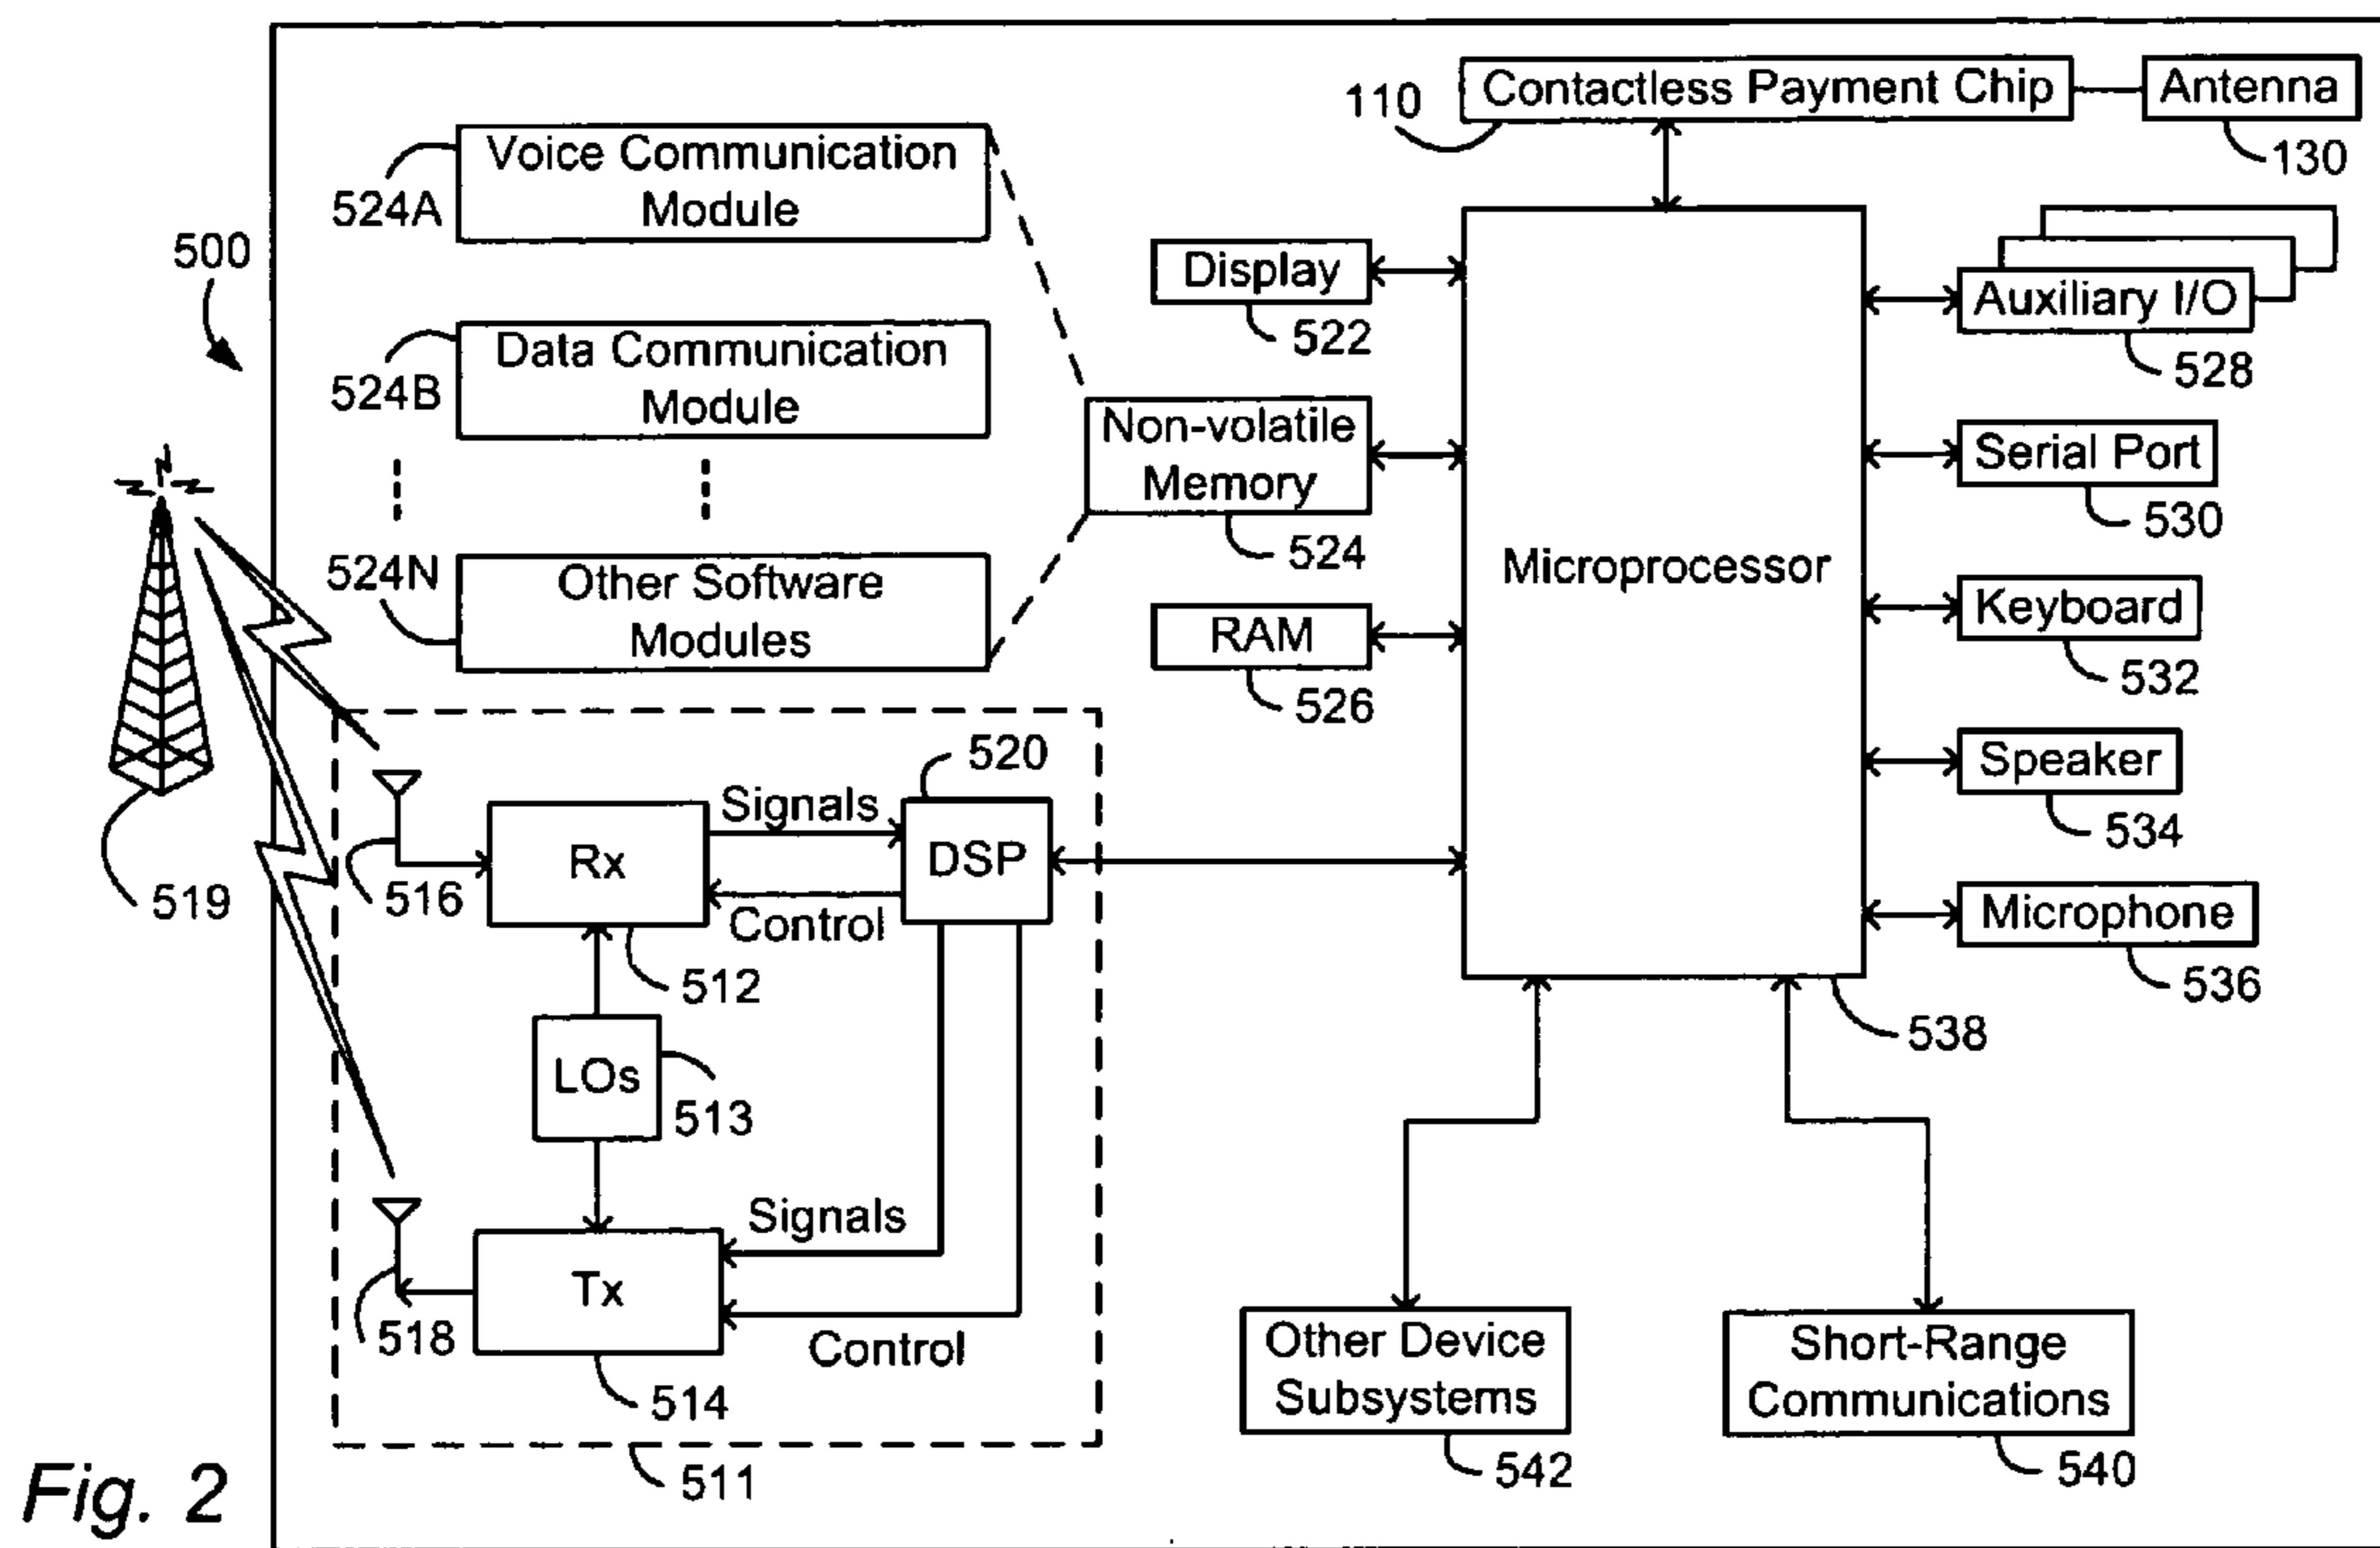 Contactless Payment Chip
Antenna
110
130
Voice Communication
Module
524A
500
Display
522
Auxiliary I/O
528
Data Communication
Module
524B
Non-volatile
Memory
524
Serial Port
530
Microprocessor
524N
Other Software
Modules
RAM
526
Keyboard
532
Speaker
534
520
Signals
Rx
DSP
519
516
Control
512
Microphone
536
538
LOs
513
Signals
Tx
518
Control
514
511
Other Device
Subsystems
542
Short-Range
Communications
540
Fig. 2